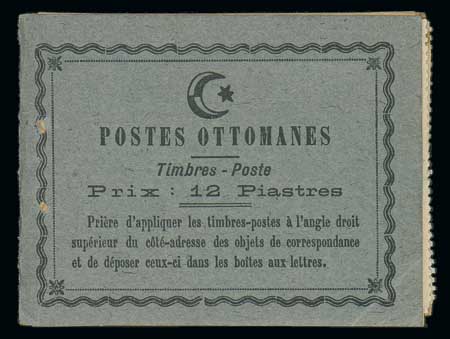 POSTES OTTOMANES
Timbres - Poste
Prix : 12 Piastres
Prière d'appliquer les timbres-postes à l'angle droit
supérieur du côté-adresse des objets de correspondance
et de déposer ceux-ci dans les boîtes aux lettres.